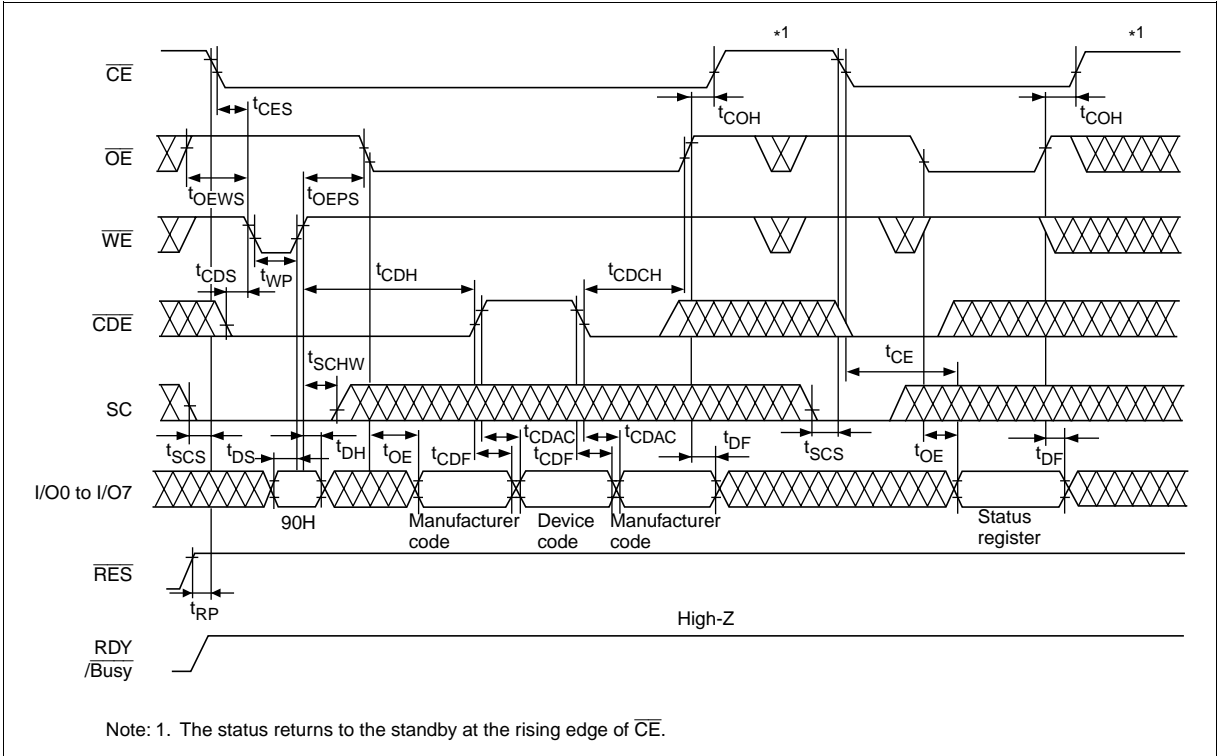 *1 *1
CE
tCES tCOH tCOH
OE
tOEWS tOEPS
WE
tCDS tWP tCDH tCDCH
CDE
tSCHW tCE
SC
tSCS tDS tDH tOE tCDAC tCDAC tDF tSCS tOE tDF
tCDF tCDF
I/O0 to I/O7
90H Manufacturer code Device code Manufacturer code Status register
RES
tRP
High-Z
RDY
/Busy
Note: 1. The status returns to the standby at the rising edge of CE.